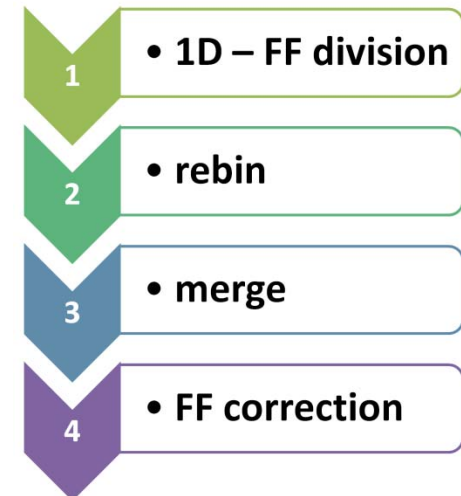 1
• 1D – FF division
2
• rebin
3
• merge
4
• FF correction